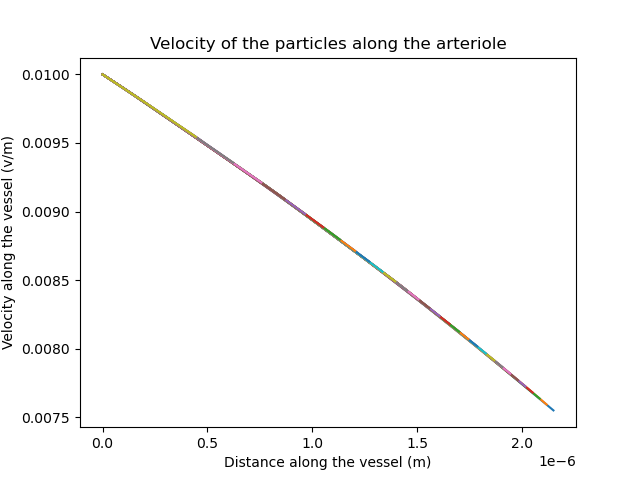 Velocity of the particles along the arteriole
0.0100
0.0095
0.0090
0.0085
0.0080
0.0075
Velocity along the vessel (v/m)
0.0 0.5 1.0 1.5 2.0
1e−6
Distance along the vessel (m)